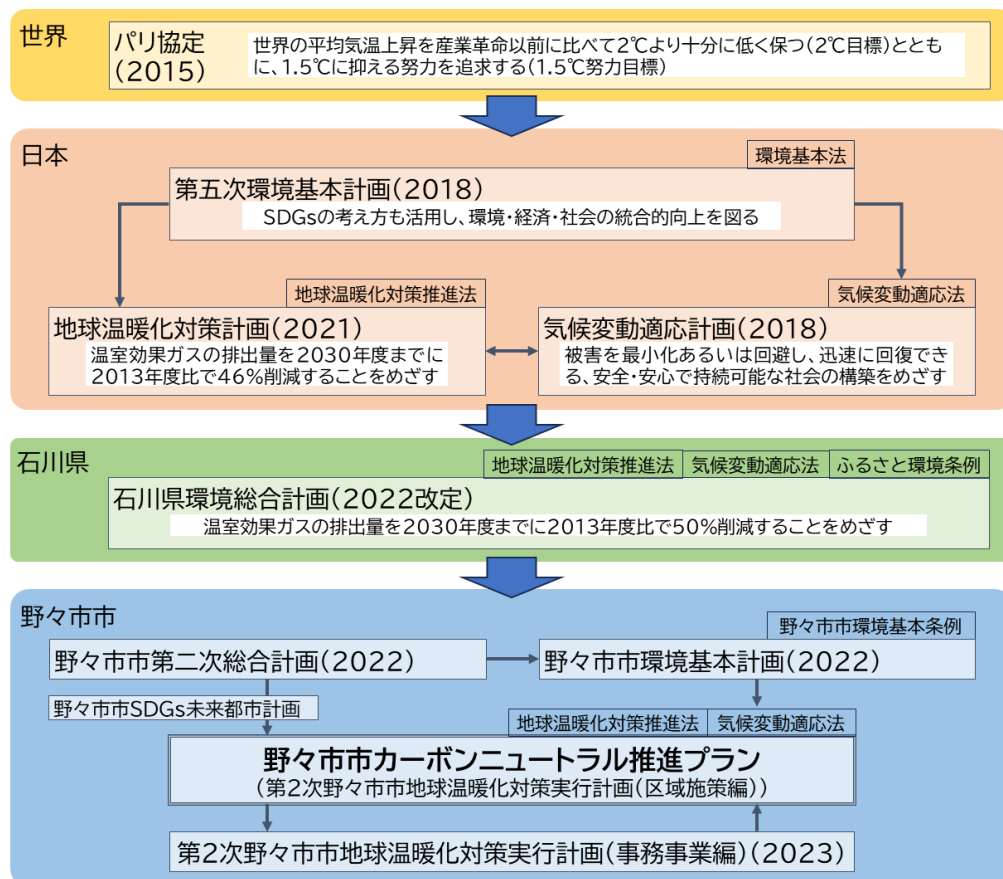 世界
パリ協定
(2015)
世界の平均気温上昇を産業革命以前に比べて2℃より十分に低く保つ(2℃目標)とと
もに、1.5℃に抑える努力を追求する(1.5℃努力目標)
日本
環境基本法
第五次環境基本計画(2018)
SDGsの考え方も活用し、環境・経済・社会の統合的向上を図る
地球温暖化対策推進法
地球温暖化対策計画(2021)
温室効果ガスの排出量を2030年度までに
2013年度比で46%削減することをめざす
気候変動適応法
気候変動適応計画(2018)
被害を最小化あるいは回避し、迅速に回復でき
る、安全・安心で持続可能な社会の構築をめざす
石川県
地球温暖化対策推進法
気候変動適応法
ふるさと環境条例
石川県環境総合計画(2022改定)
温室効果ガスの排出量を2030年度までに2013年度比で50%削減することをめざす
野々市市
野々市市環境基本条例
野々市市第二次総合計画(2022)
野々市市環境基本計画(2022)
野々市市SDGs未来都市計画
地球温暖化対策推進法
気候変動適応法
野々市市カーボンニュートラル推進プラン
(第2次野々市市地球温暖化対策実行計画(区域施策編))
第2次野々市市地球温暖化対策実行計画(事務事業編)(2023)